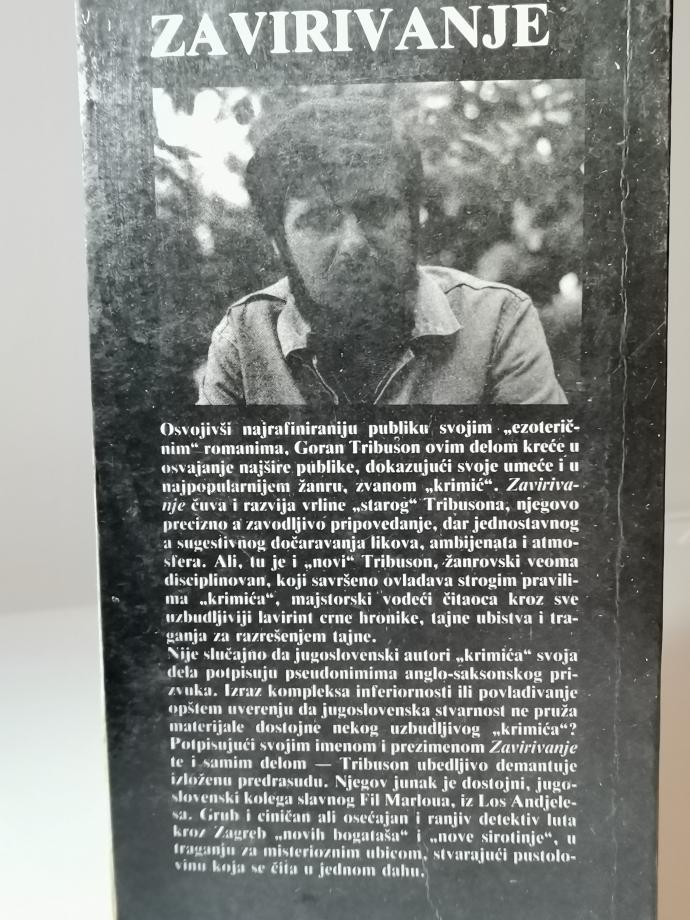 ZAVIRIVANJE
Osvojivši najrafiniraniju publiku svojim „ezoterič-
nim“ romanima, Goran Tribuson ovim delom kreće u
osvajanje najšire publike, dokazujući svoje umeće i u
najpopularnijem žanru, zvanom „krimić“. Zaviriva-
nje čuva i razvija vrline „starog“ Tribusona, njegovo
precizno a zavodljivo pripovedanje, dar jednostavnog
a sugestivnog dočaravanja likova, ambijenata i atmo-
sfera. Ali, tu je i „novi“ Tribuson, žanrovski veoma
disciplinovan, koji savršeno ovladava strogim pravili-
ma „krimića“, majstorski vodeći čitaoca kroz sve
uzbudljiviji lavirint crne hronike, tajne ubistva i tra-
ganja za razrešenjem tajne.
Nije slučajno da jugoslovenski autori „krimića“ svoja
dela potpisuju pseudonimima anglo-saksonskog pri-
zvuka. Izraz kompleksa inferiornosti ili povlađivanje
opštem uverenju da jugoslovenska stvarnost ne pruža
materijale dostojne nekog uzbudljivog „krimića“?
Potpisujući svojim imenom i prezimenom Zavirivanje
te i samim delom — Tribuson ubedljivo demantuje
izloženu predrasudu. Njegov junak je dostojni, jugo-
slovenski kolega slavnog Fil Marloua, iz Los Andjele-
sa. Grub i ciničan ali osećajan i ranjiv detektiv luta
kroz Zagreb „novih bogataša“ i „nove sirotinje“, u
traganju za misterioznim ubicom, stvarajući pustolo-
vinu koja se čita u jednom dahu.